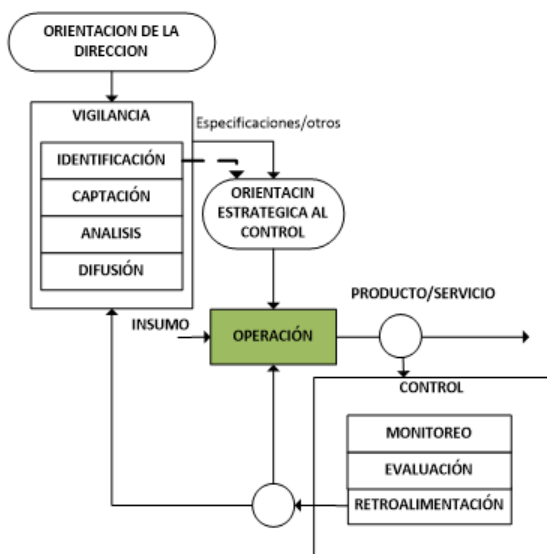 ORIENTACION DE LA
DIRECCION
VIGILANCIA
Especificaciones/otros
IDENTIFICACIÓN
CAPTACIÓN
ANALISIS
DIFUSIÓN
ORIENTACIN
ESTRATEGICA AL
CONTROL
INSUMO
OPERACIÓN
PRODUCTO/SERVICIO
CONTROL
MONITOREO
EVALUACIÓN
RETROALIMENTACIÓN